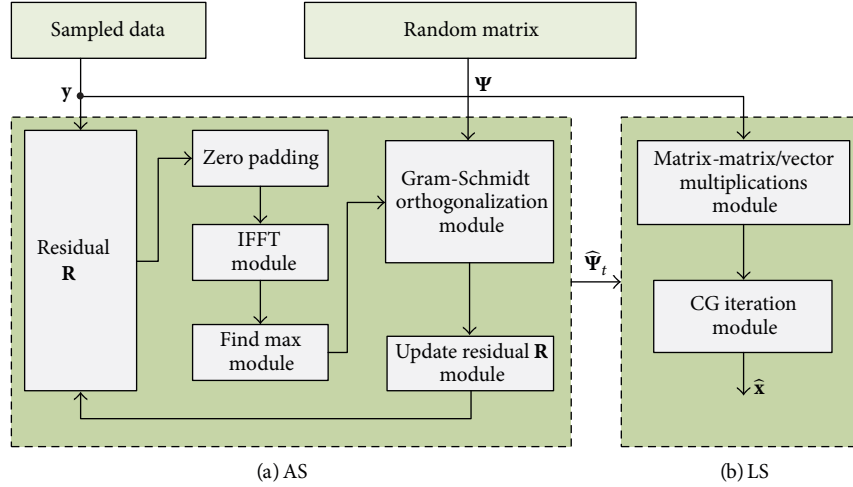 Sampled data
Random matrix
y
Ψ
Residual
R
Zero padding
IFFT
module
Find max
module
Gram-Schmidt
orthogonalization
module
Update residual R
module
Ψ̂t
Matrix-matrix/vector
multiplications
module
CG iteration
module
x̂
(a) AS
(b) LS